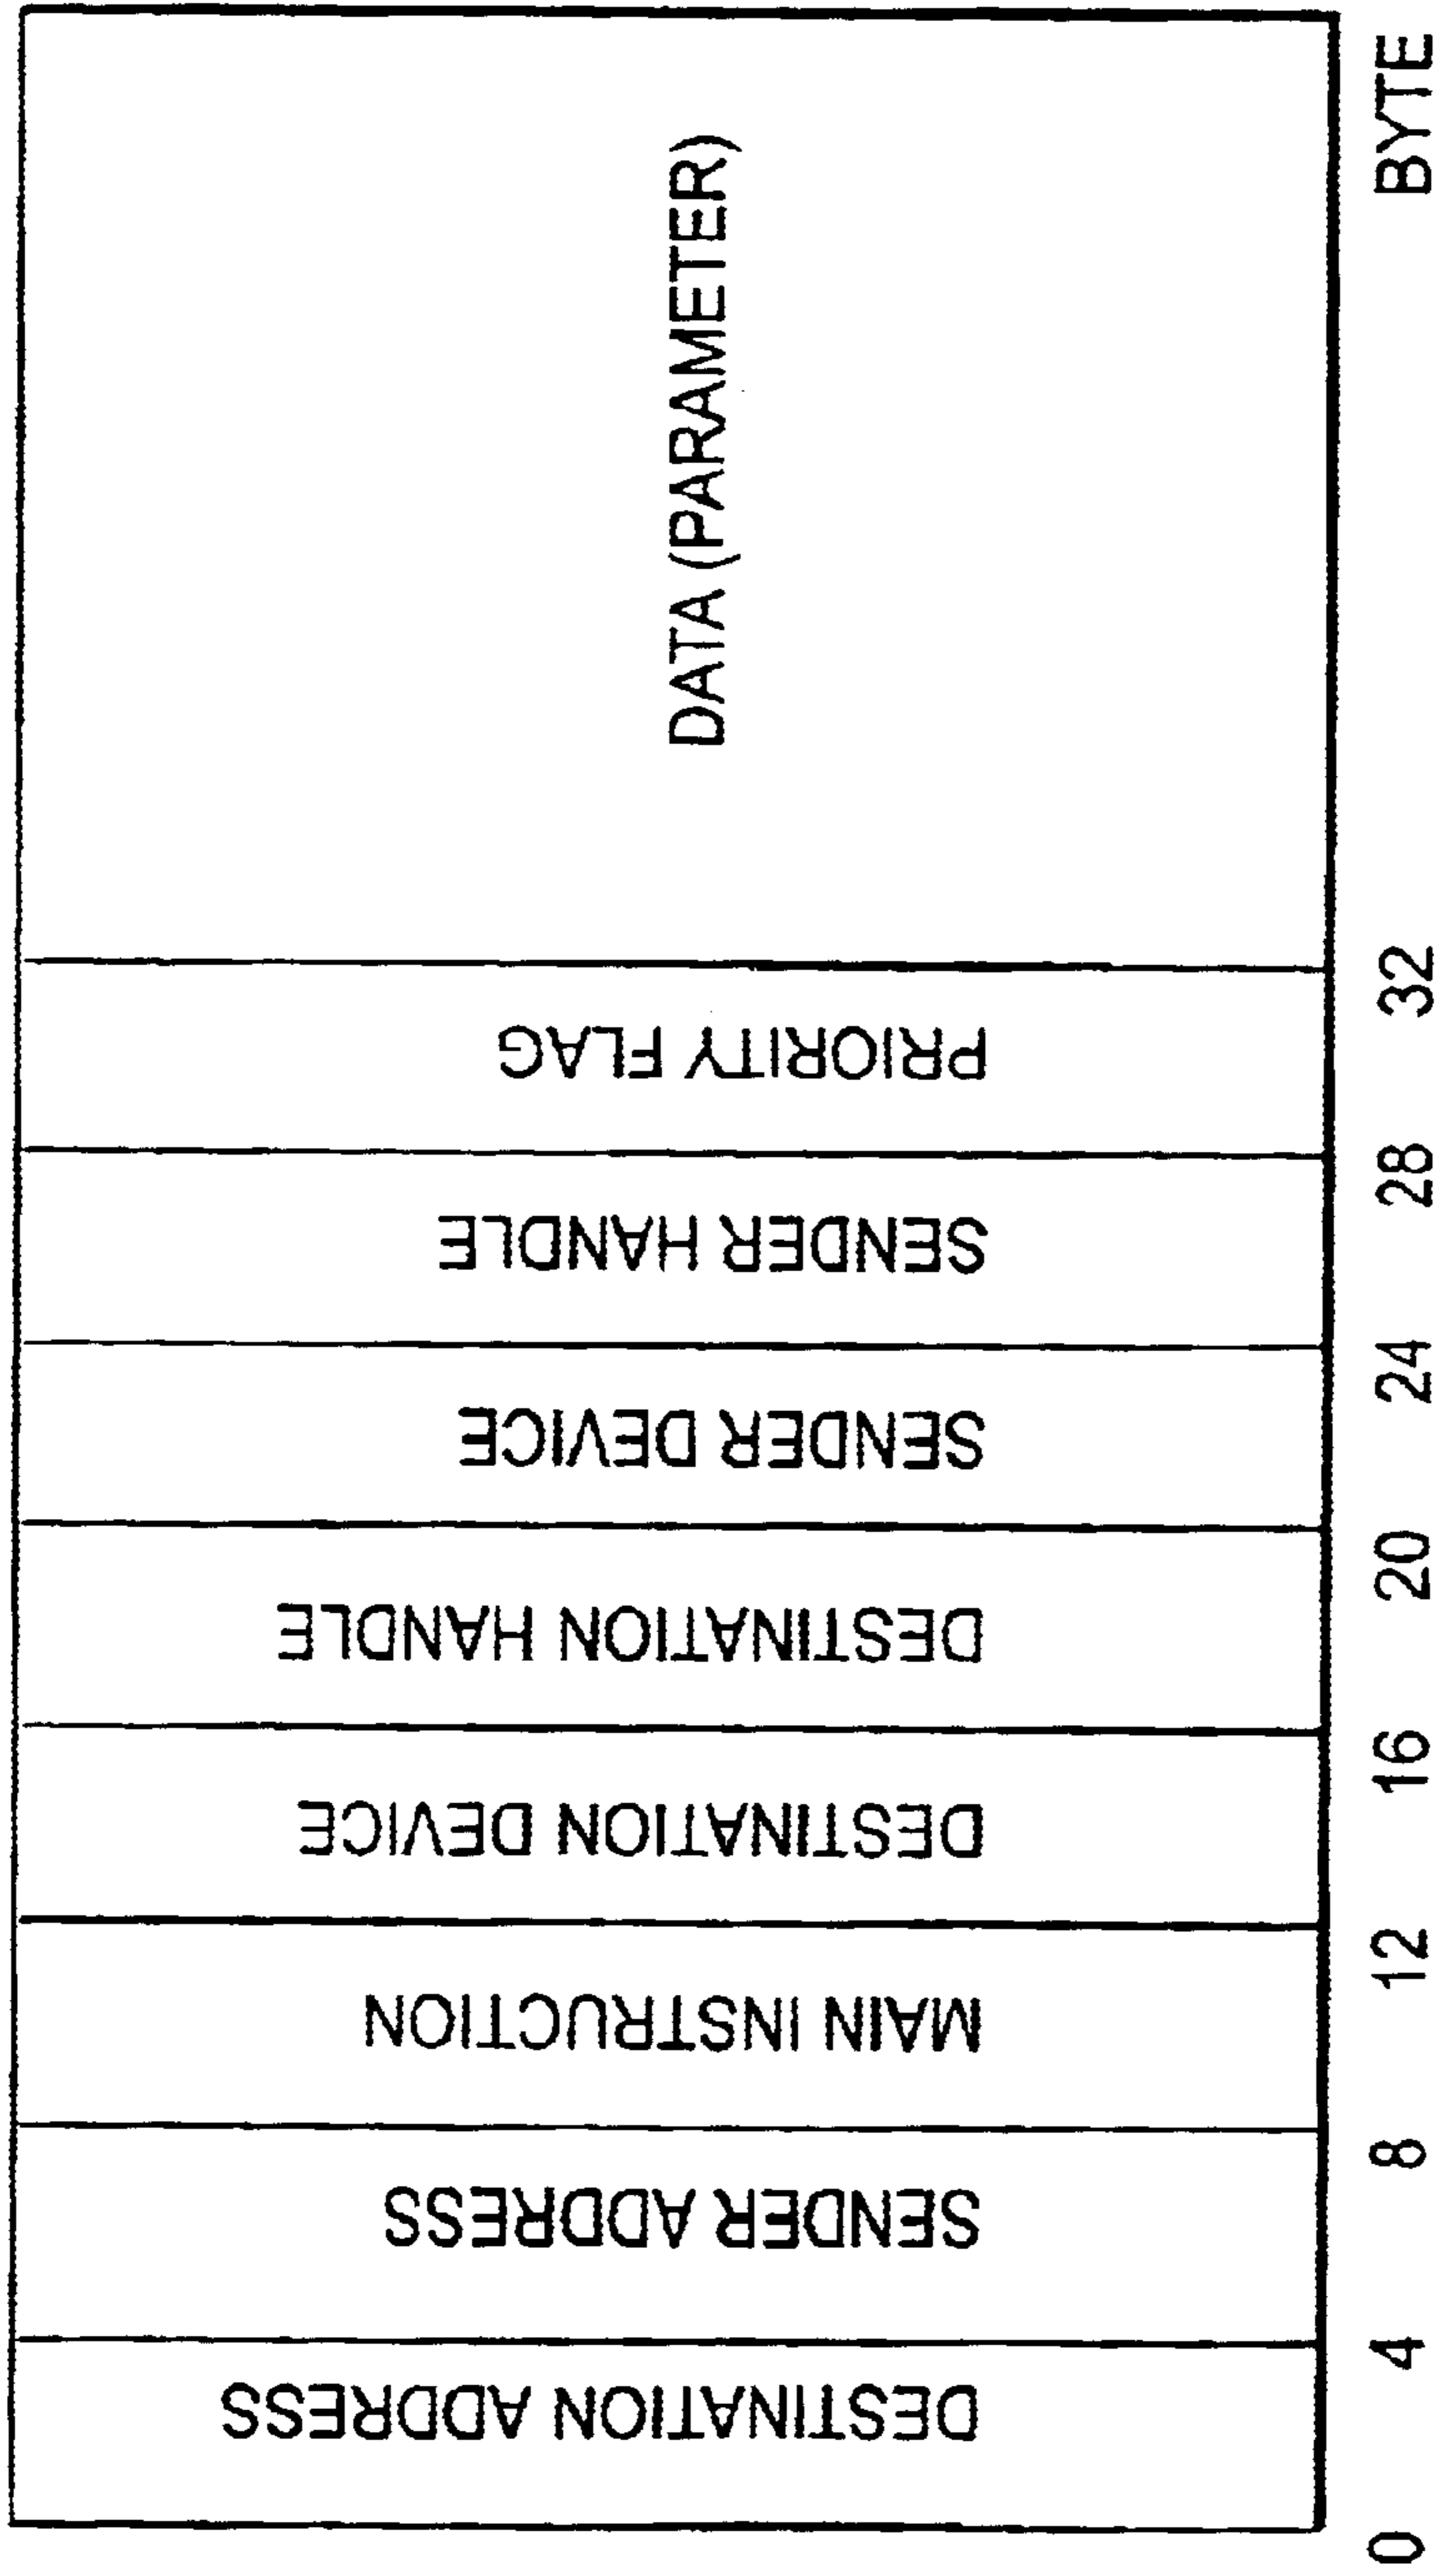 DESTINATION ADDRESS
SENDER ADDRESS
MAIN INSTRUCTION
DESTINATION DEVICE
DESTINATION HANDLE
SENDER DEVICE
SENDER HANDLE
PRIORITY FLAG
DATA (PARAMETER)
0 4 8 12 16 20 24 28 32 BYTE